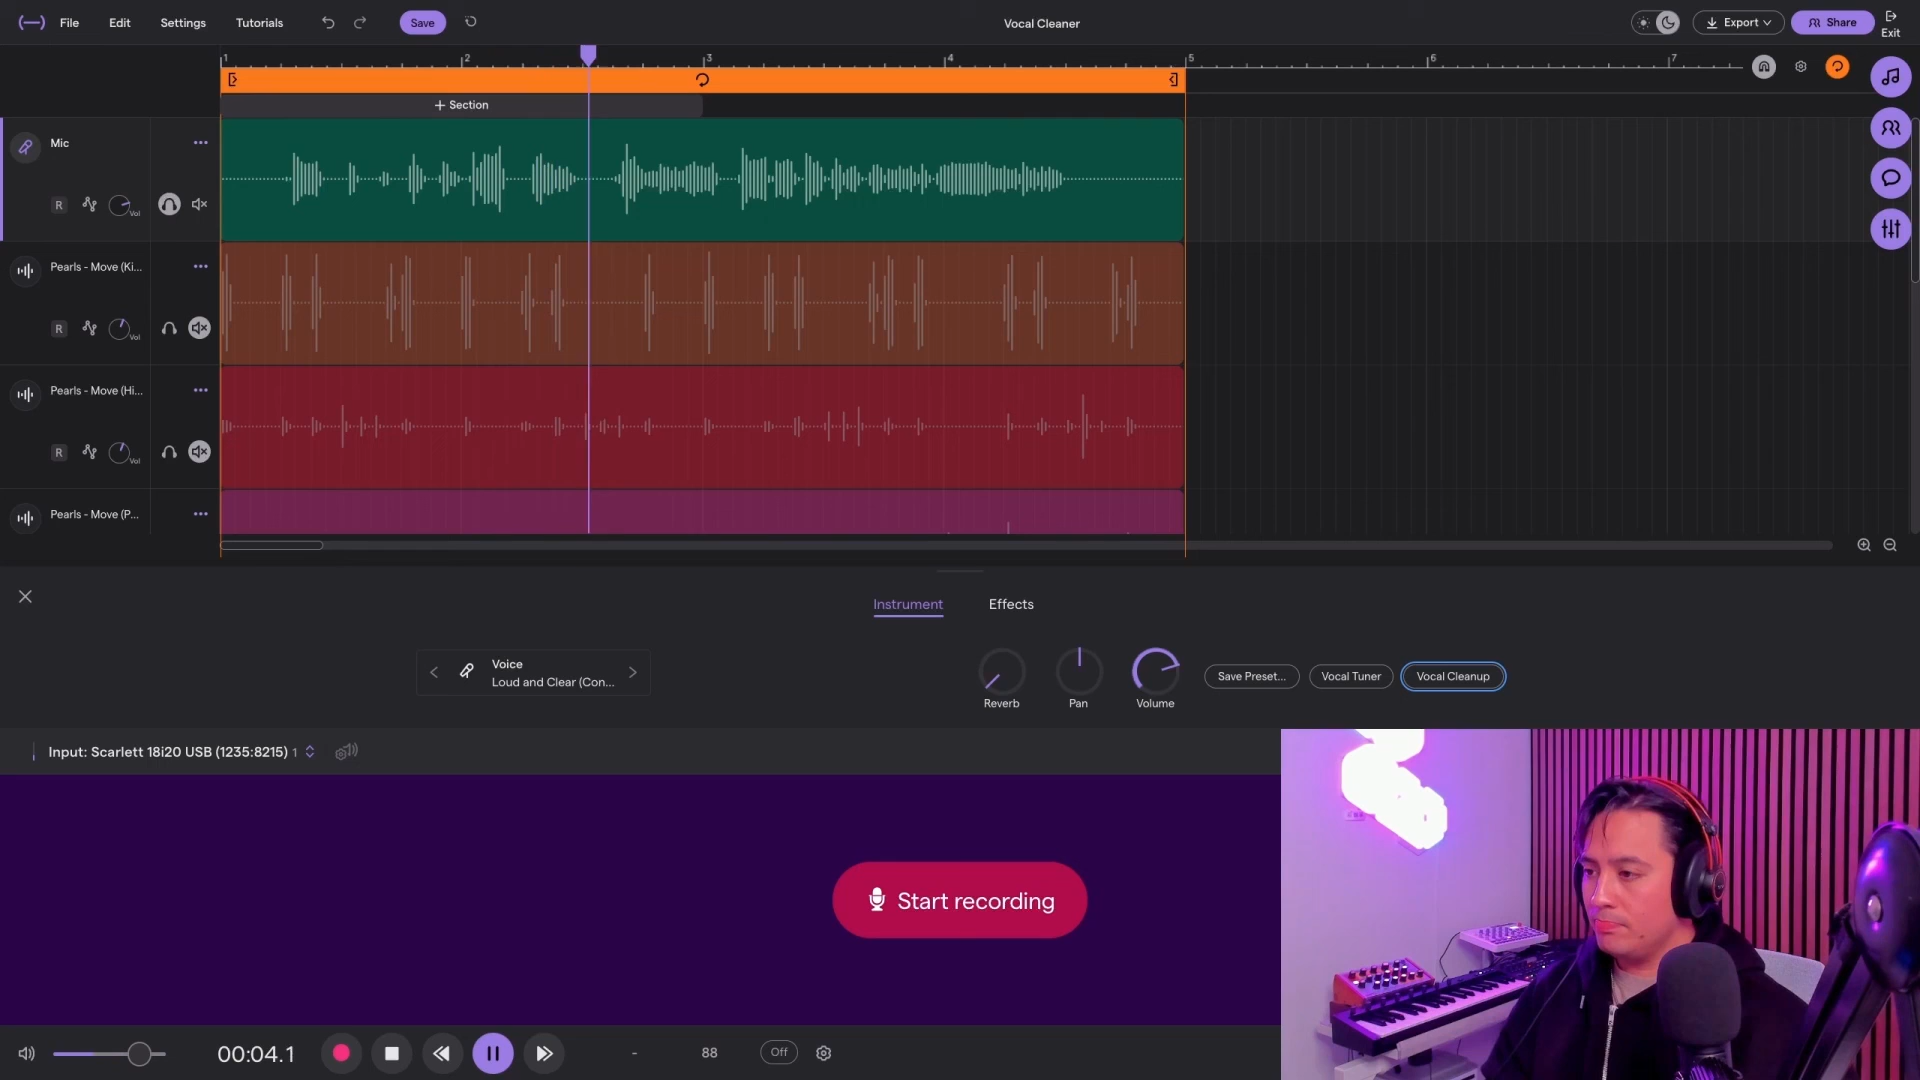 File Edit Settings Tutorials Save Vocal Cleaner Export Share Exit
1 2 3 4 5 6 7
+ Section
Mic
R Vol
Pearls - Move (Ki...
R Vol
Pearls - Move (Hi...
R Vol
Pearls - Move (P...
Instrument Effects
Voice
Loud and Clear (Con...
Reverb Pan Volume Save Preset... Vocal Tuner Vocal Cleanup
Input: Scarlett 18i20 USB (1235:8215) 1
Start recording
00:04.1 - 88 Off